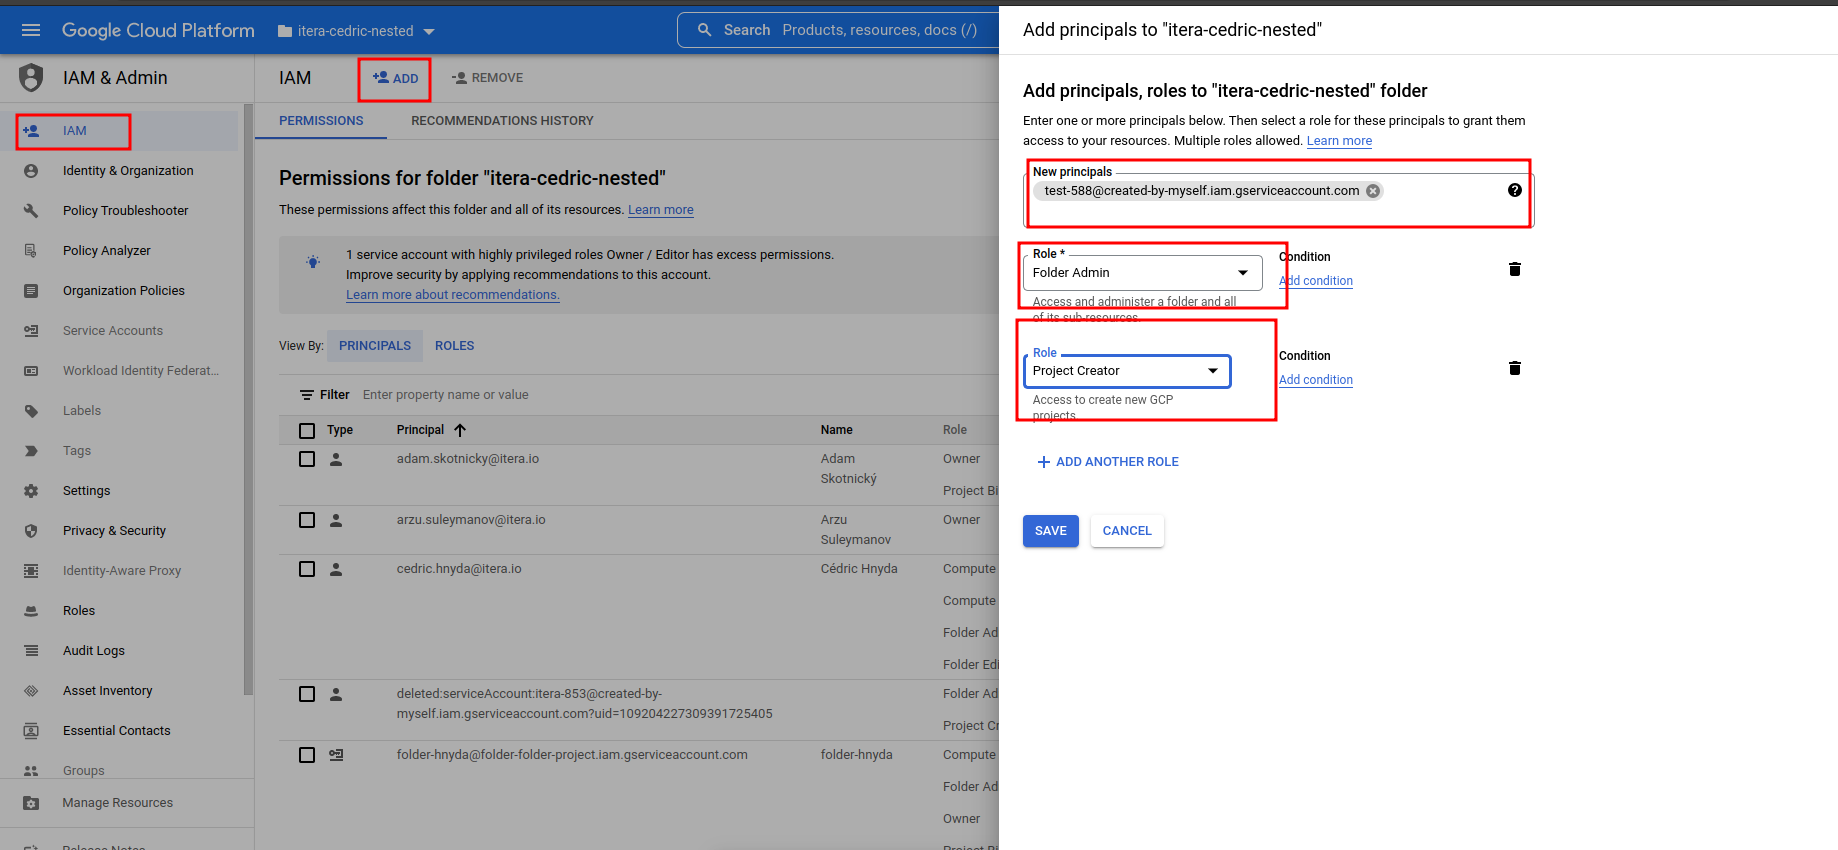 Google Cloud Platform
itera-cedric-nested
Search Products, resources, docs (/)
IAM & Admin
IAM
Identity & Organization
Policy Troubleshooter
Policy Analyzer
Organization Policies
Service Accounts
Workload Identity Federat...
Labels
Tags
Settings
Privacy & Security
Identity-Aware Proxy
Roles
Audit Logs
Asset Inventory
Essential Contacts
Groups
Manage Resources
Release Notes
IAM
ADD
REMOVE
PERMISSIONS
RECOMMENDATIONS HISTORY
Permissions for folder "itera-cedric-nested"
These permissions affect this folder and all of its resources. Learn more
1 service account with highly privileged roles Owner / Editor has excess permissions.
Improve security by applying recommendations to this account.
Learn more about recommendations.
View By: PRINCIPALS ROLES
Filter Enter property name or value
Type Principal Name Role
adam.skotnicky@itera.io Adam Owner
Skotnický
Project Bi
arzu.suleymanov@itera.io Arzu Owner
Suleymanov
cedric.hnyda@itera.io Cédric Hnyda Compute
Compute
Folder Ad
Folder Edi
deleted:serviceAccount:itera-853@created-by- Folder Ad
myself.iam.gserviceaccount.com?uid=109204227309391725405
Project Cr
folder-hnyda@folder-folder-project.iam.gserviceaccount.com folder-hnyda Compute
Folder Ad
Owner
Project Bi
Add principals to "itera-cedric-nested"
Add principals, roles to "itera-cedric-nested" folder
Enter one or more principals below. Then select a role for these principals to grant them
access to your resources. Multiple roles allowed. Learn more
New principals
test-588@created-by-myself.iam.gserviceaccount.com
Role *
Condition
Folder Admin
Add condition
Access and administer a folder and all
of its sub-resources.
Role
Condition
Project Creator
Add condition
Access to create new GCP
projects.
ADD ANOTHER ROLE
SAVE
CANCEL